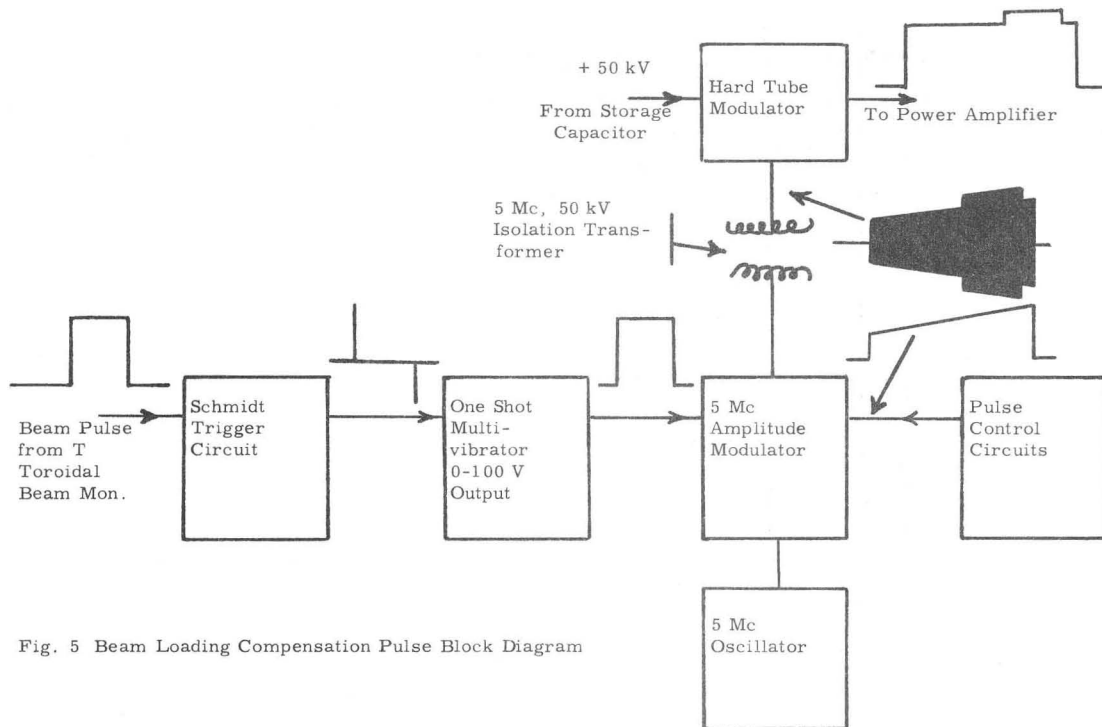 + 50 kV
From Storage
Capacitor
Hard Tube
Modulator
To Power Amplifier
5 Mc, 50 kV
Isolation Trans-
former
Beam Pulse
from T
Toroidal
Beam Mon.
Schmidt
Trigger
Circuit
One Shot
Multi-
vibrator
0-100 V
Output
5 Mc
Amplitude
Modulator
Pulse
Control
Circuits
5 Mc
Oscillator
Fig. 5 Beam Loading Compensation Pulse Block Diagram